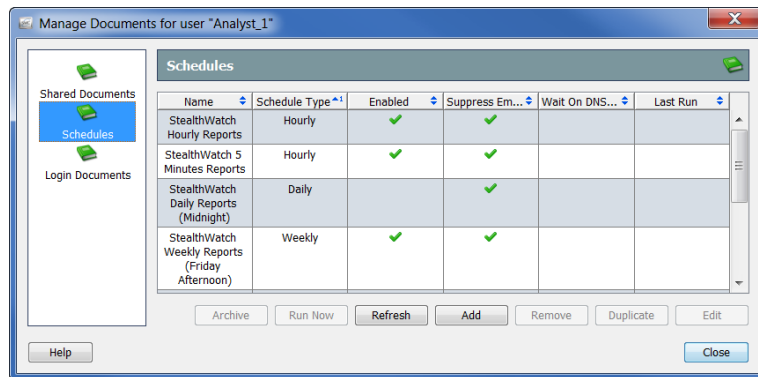 Manage Documents for user "Analyst_1"
Shared Documents
Schedules
Login Documents
Schedules
Name Schedule Type 1 Enabled Suppress Em... Wait On DNS... Last Run
StealthWatch
Hourly Reports
Hourly
StealthWatch 5
Minutes Reports
Hourly
StealthWatch
Daily Reports
(Midnight)
Daily
StealthWatch
Weekly Reports
(Friday
Afternoon)
Weekly
Archive Run Now Refresh Add Remove Duplicate Edit
Help Close